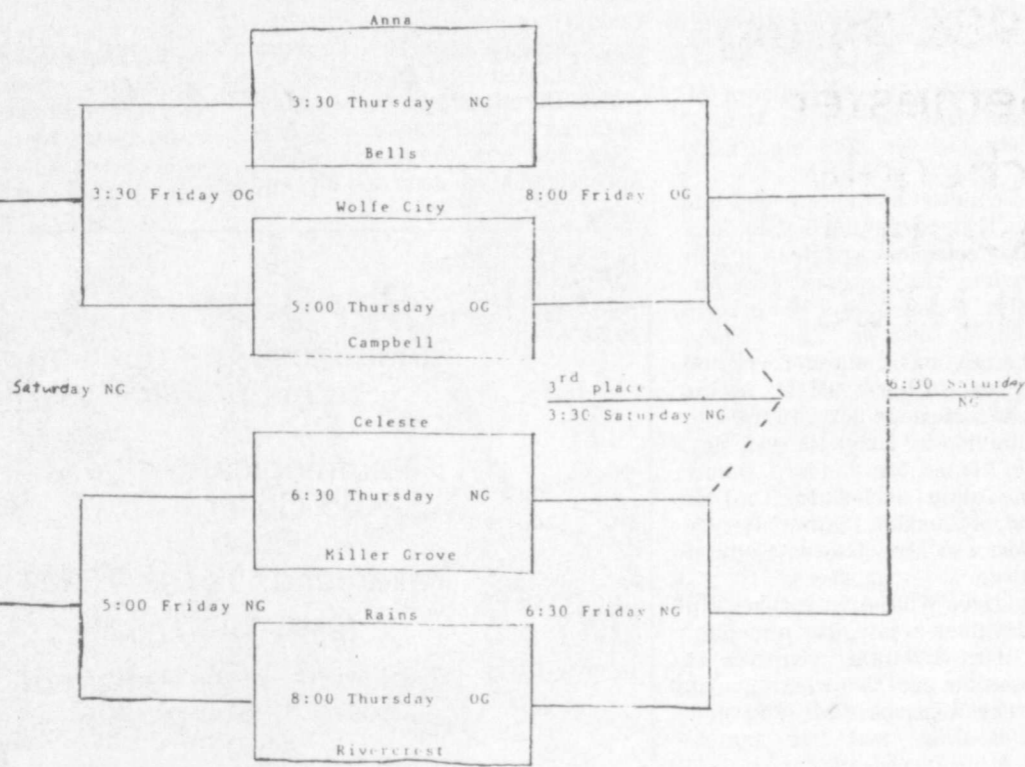 Anna
3:30 Thursday NG
Bells
3:30 Friday OG
8:00 Friday OG
Wolfe City
5:00 Thursday OG
Campbell
Saturday NG
3rd place
3:30 Saturday NG
6:30 Saturday
NG
Celeste
6:30 Thursday NG
Miller Grove
5:00 Friday NG
Rains
6:30 Friday NG
8:00 Thursday OG
Rivercrest